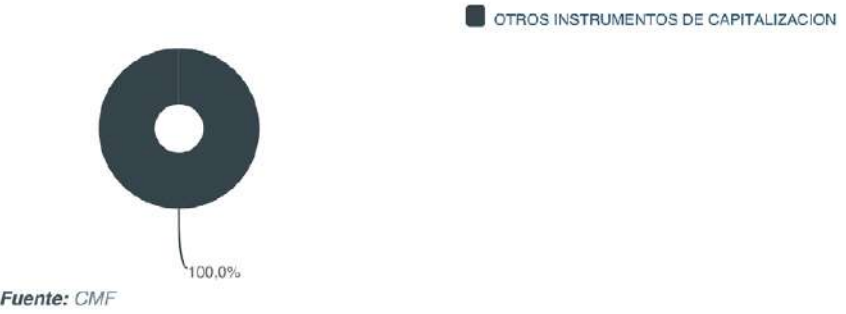 OTROS INSTRUMENTOS DE CAPITALIZACION
100,0%
Fuente: CMF